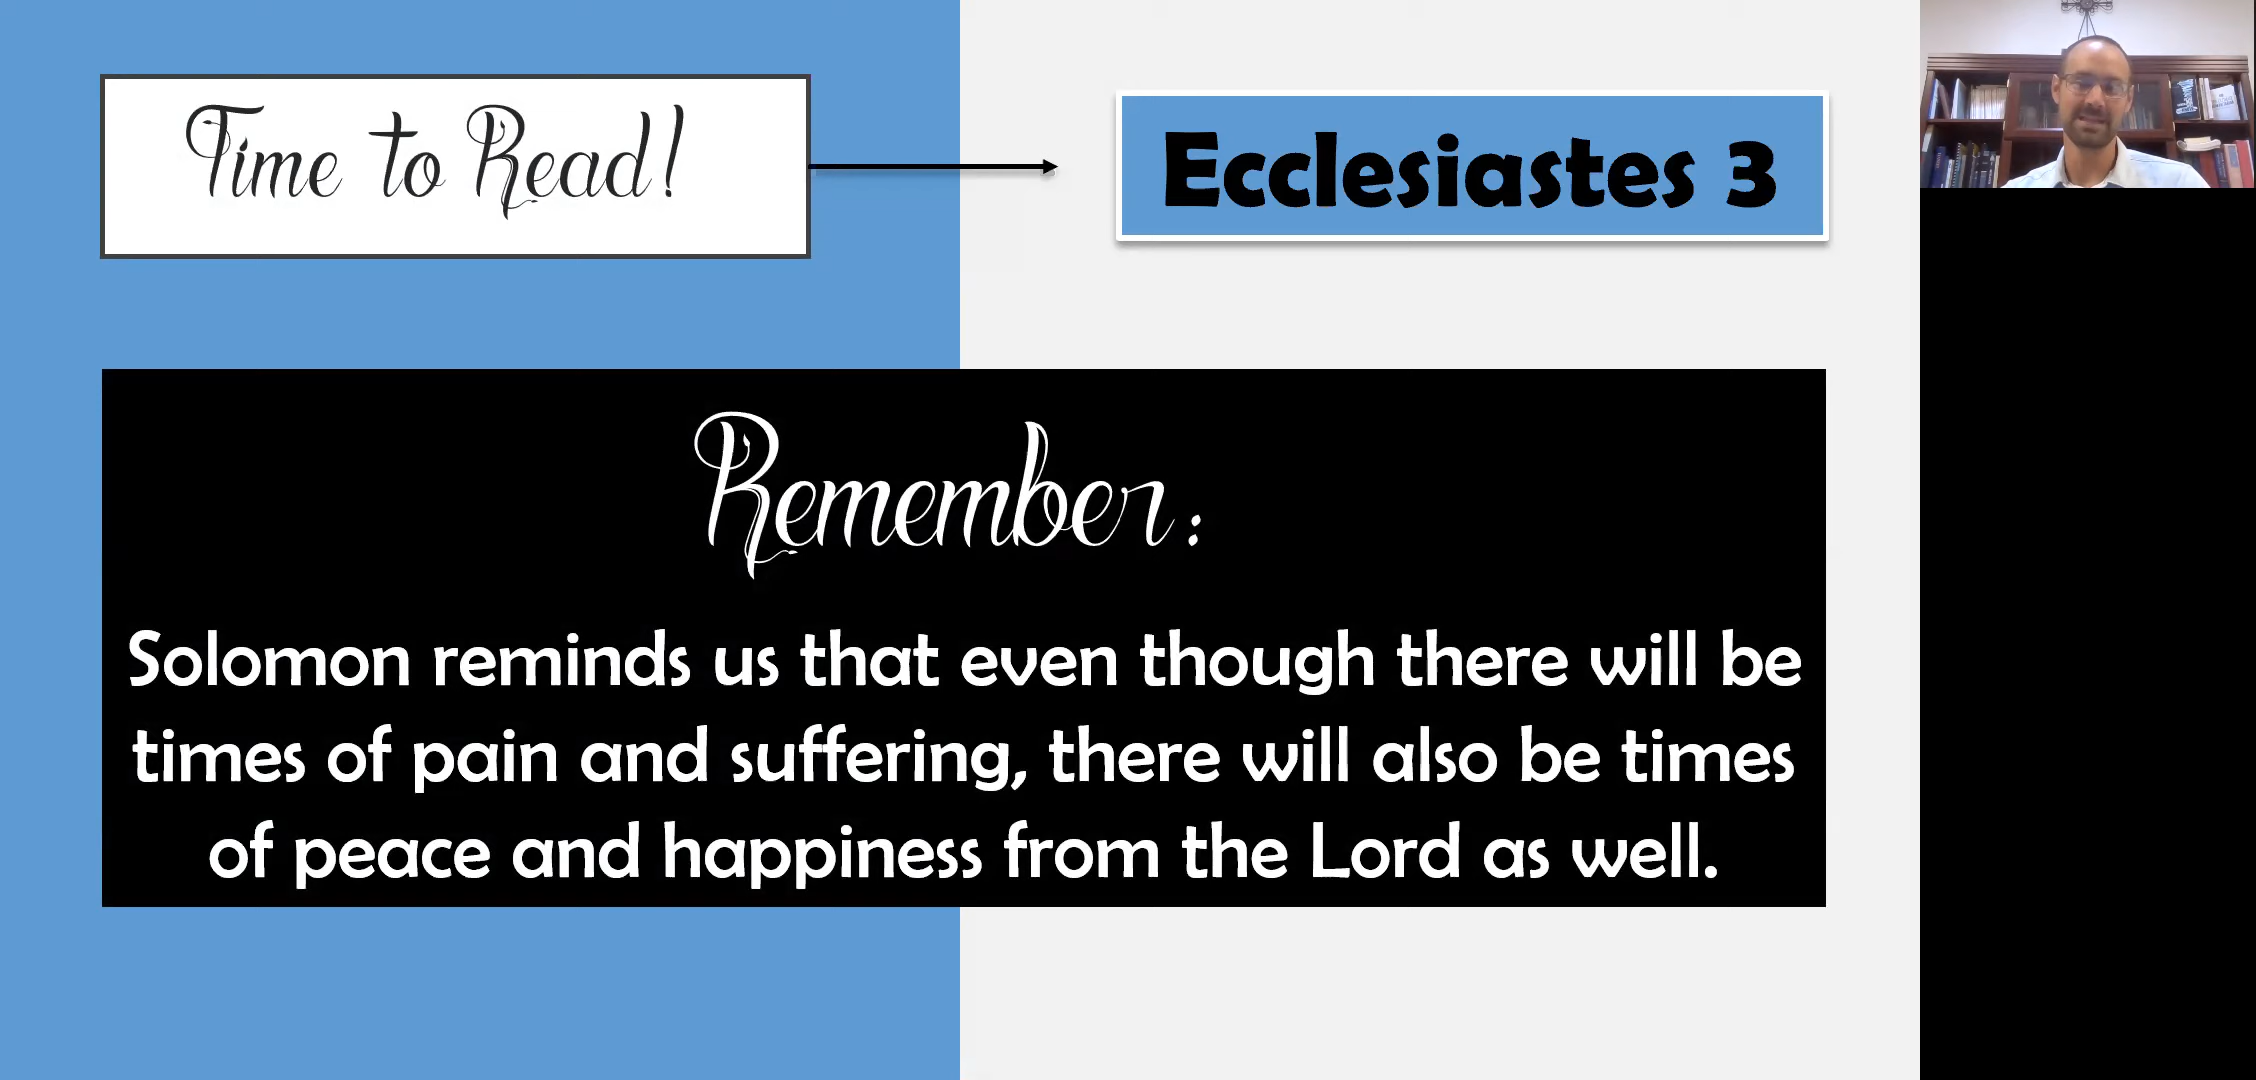 Time to Read!
Ecclesiastes 3
Remember:
Solomon reminds us that even though there will be
times of pain and suffering, there will also be times
of peace and happiness from the Lord as well.